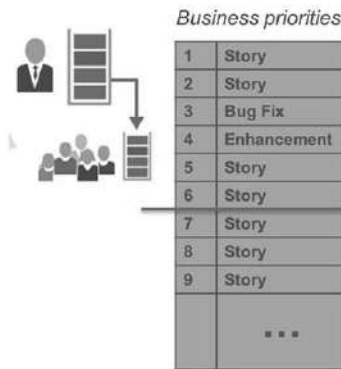 Business priorities
1 Story
2 Story
3 Bug Fix
4 Enhancement
5 Story
6 Story
7 Story
8 Story
9 Story
...